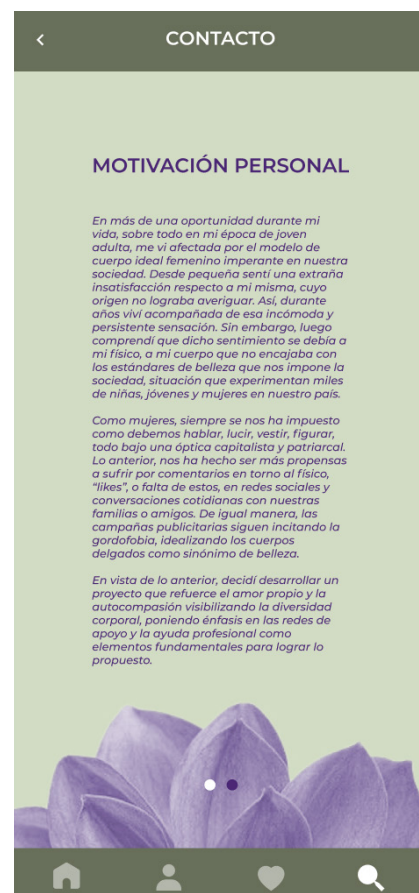 CONTACTO
MOTIVACIÓN PERSONAL
En más de una oportunidad durante mi
vida, sobre todo en mi época de joven
adulta, me vi afectada por el modelo de
cuerpo ideal femenino imperante en nuestra
sociedad. Desde pequeña sentí una extraña
insatisfacción respecto a mi misma, cuyo
origen no lograba averiguar. Así, durante
años viví acompañada de esa incómoda y
persistente sensación. Sin embargo, luego
comprendí que dicho sentimiento se debía a
mi físico, a mi cuerpo que no encajaba con
los estándares de belleza que nos impone la
sociedad, situación que experimentan miles
de niñas, jóvenes y mujeres en nuestro país.
Como mujeres, siempre se nos ha impuesto
como debemos hablar, lucir, vestir, figurar,
todo bajo una óptica capitalista y patriarcal.
Lo anterior, nos ha hecho ser más propensas
a sufrir por comentarios en torno al físico,
“likes”, o falta de estos, en redes sociales y
conversaciones cotidianas con nuestras
familias o amigos. De igual manera, las
campañas publicitarias siguen incitando la
gordofobia, idealizando los cuerpos
delgados como sinónimo de belleza.
En vista de lo anterior, decidí desarrollar un
proyecto que refuerce el amor propio y la
autocompasión visibilizando la diversidad
corporal, poniendo énfasis en las redes de
apoyo y la ayuda profesional como
elementos fundamentales para lograr lo
propuesto.